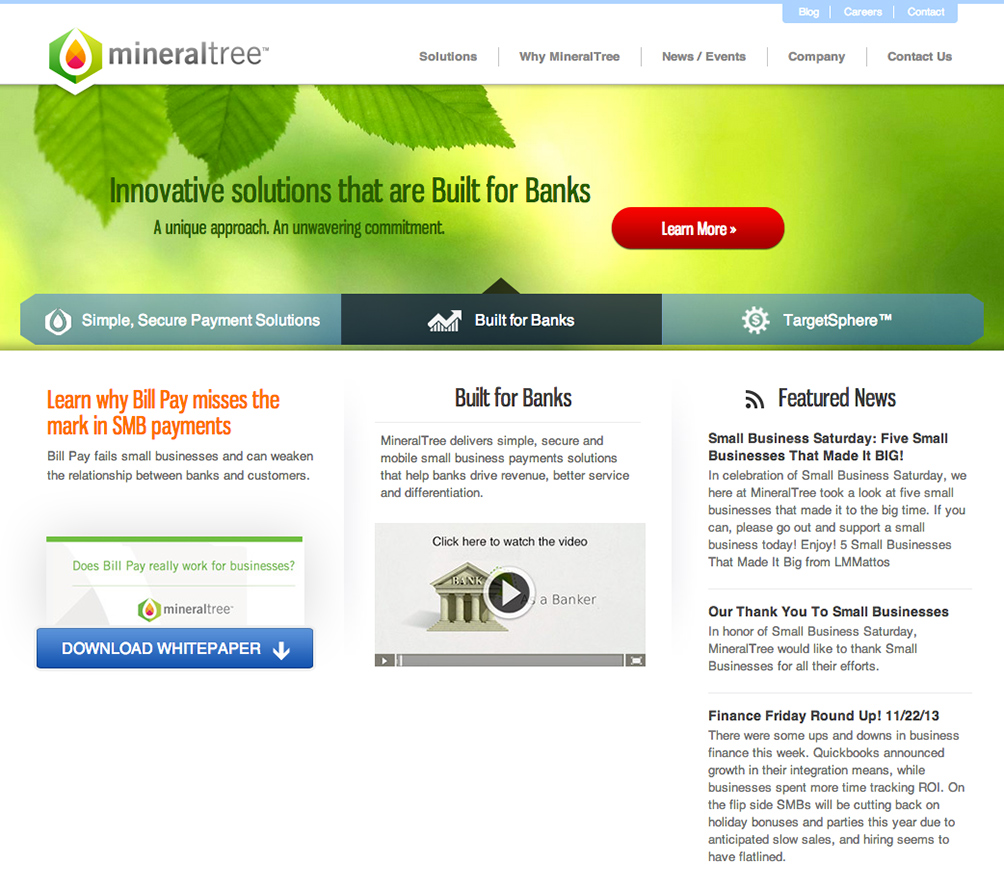 Blog
Careers
Contact
mineraltree™
Solutions
Why MineralTree
News / Events
Company
Contact Us
Innovative solutions that are Built for Banks
A unique approach. An unwavering commitment.
Learn More »
Simple, Secure Payment Solutions
Built for Banks
TargetSphere™
Learn why Bill Pay misses the
mark in SMB payments
Bill Pay fails small businesses and can weaken
the relationship between banks and customers.
Does Bill Pay really work for businesses?
mineraltree™
DOWNLOAD WHITEPAPER
Built for Banks
MineralTree delivers simple, secure and
mobile small business payments solutions
that help banks drive revenue, better service
and differentiation.
Click here to watch the video
BANK
As a Banker
Featured News
Small Business Saturday: Five Small
Businesses That Made It BIG!
In celebration of Small Business Saturday, we
here at MineralTree took a look at five small
businesses that made it to the big time. If you
can, please go out and support a small
business today! Enjoy! 5 Small Businesses
That Made It Big from LMMattos
Our Thank You To Small Businesses
In honor of Small Business Saturday,
MineralTree would like to thank Small
Businesses for all their efforts.
Finance Friday Round Up! 11/22/13
There were some ups and downs in business
finance this week. Quickbooks announced
growth in their integration means, while
businesses spent more time tracking ROI. On
the flip side SMBs will be cutting back on
holiday bonuses and parties this year due to
anticipated slow sales, and hiring seems to
have flatlined.